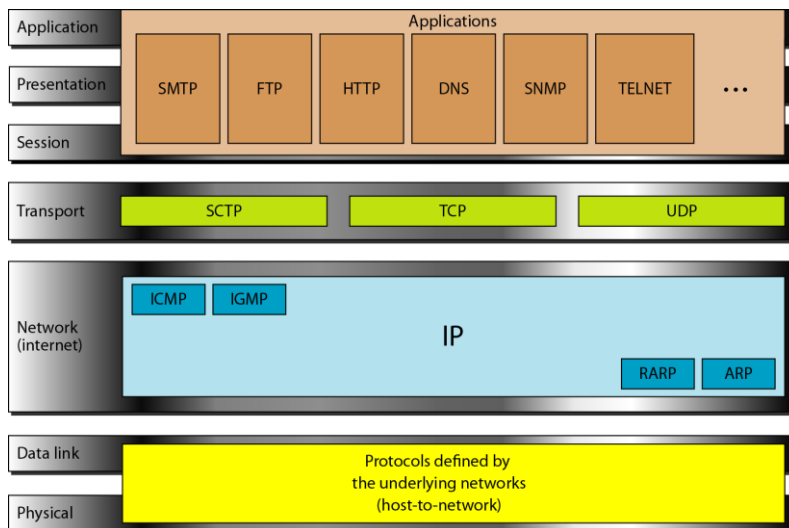 Application
Applications
Presentation
SMTP FTP HTTP DNS SNMP TELNET ...
Session
Transport
SCTP TCP UDP
ICMP IGMP
Network
(internet)
IP
RARP ARP
Data link
Protocols defined by
the underlying networks
(host-to-network)
Physical